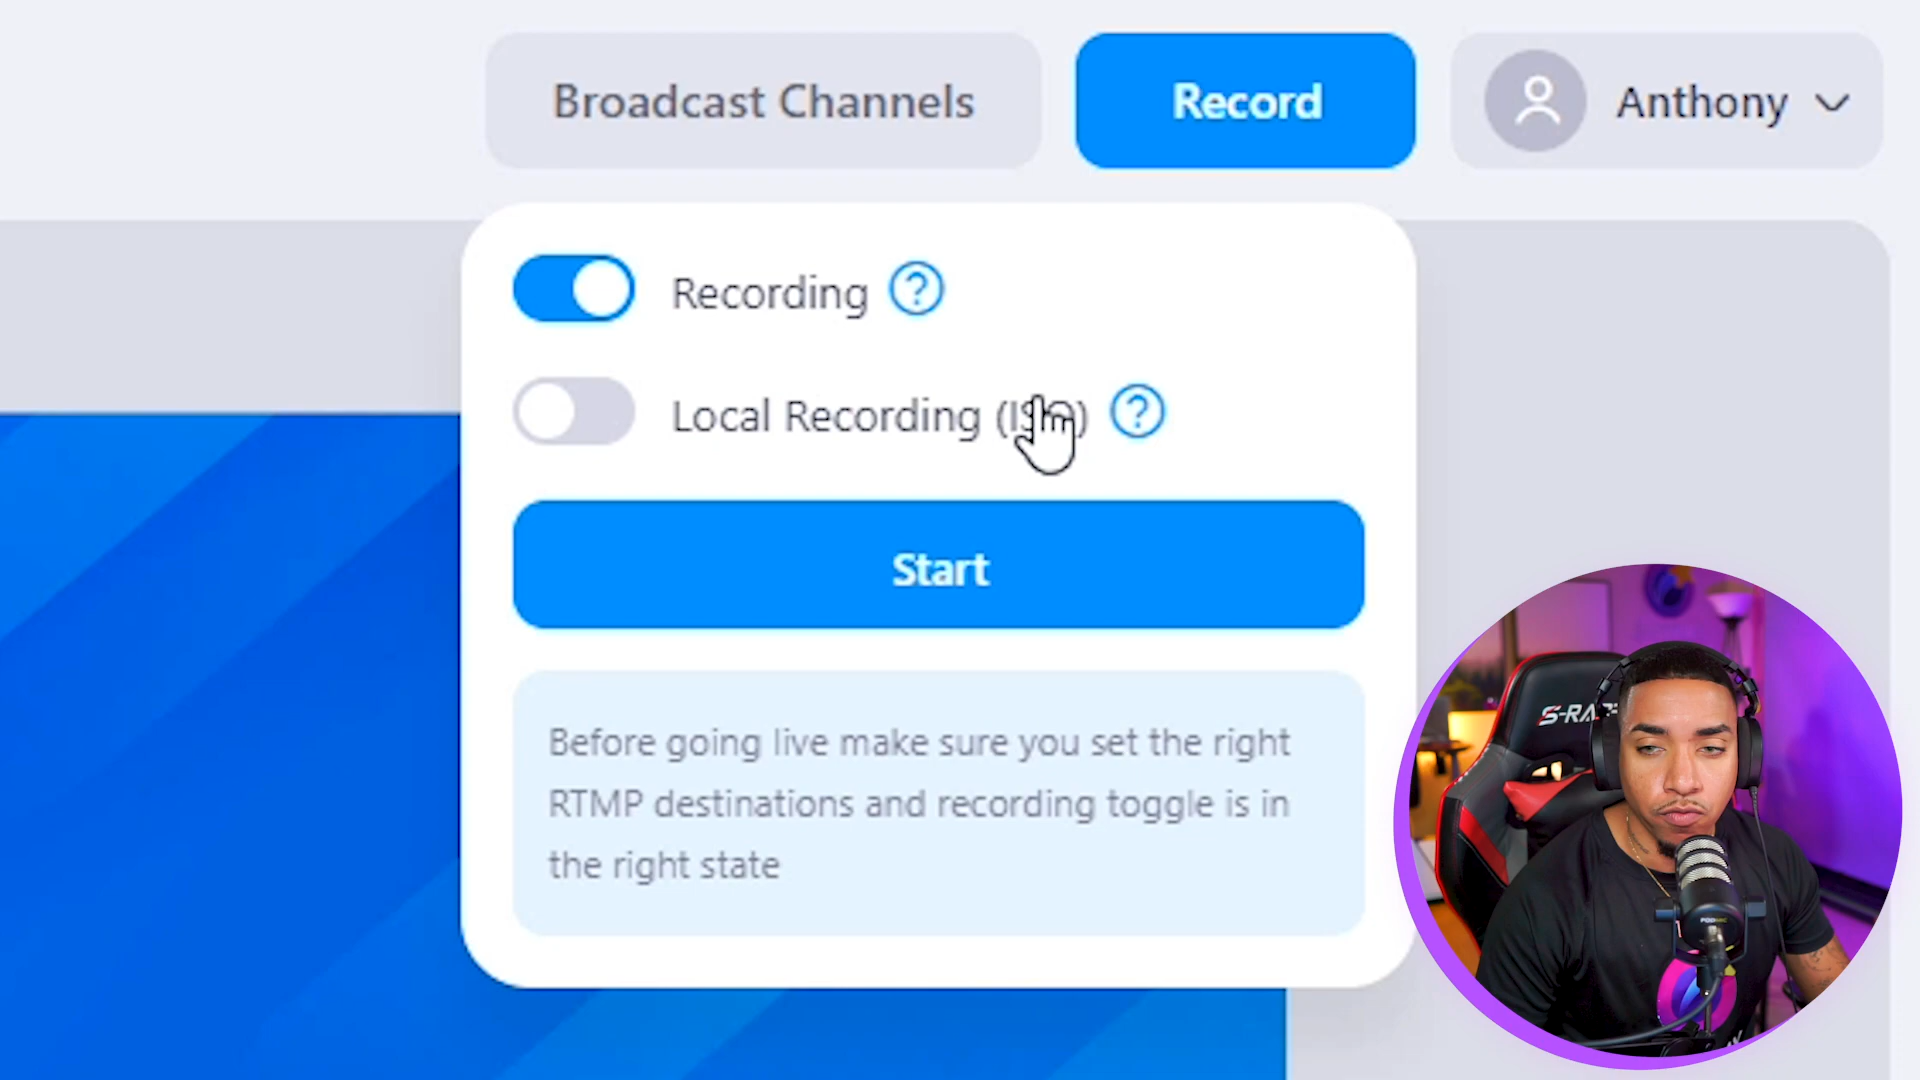 Broadcast Channels
Record
Anthony
Recording ?
Local Recording (ISO) ?
Start
Before going live make sure you set the right
RTMP destinations and recording toggle is in
the right state